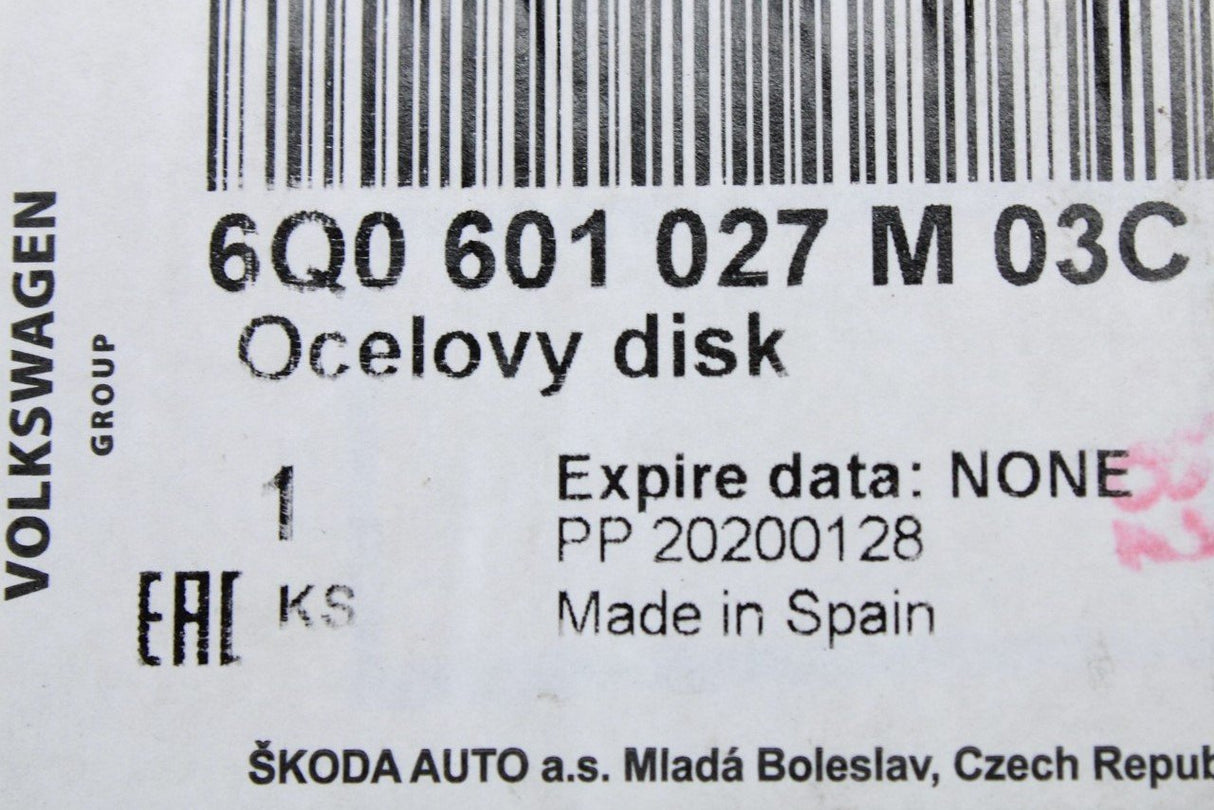 VOLKSWAGEN
GROUP
6Q0 601 027 M 03C
Ocelovy disk
1
Expire data: NONE
PP 20200128
EAC KS
Made in Spain
ŠKODA AUTO a.s. Mladá Boleslav, Czech Repub